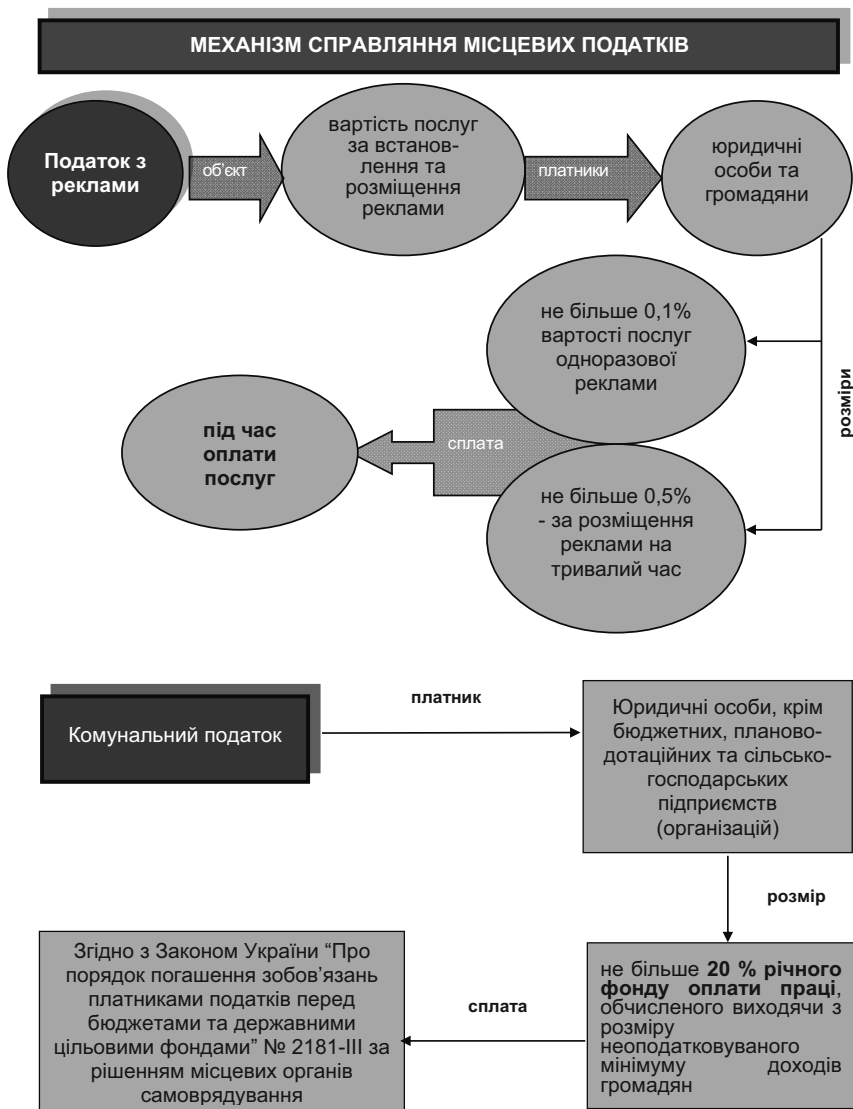 МЕХАНІЗМ СПРАВЛЯННЯ МІСЦЕВИХ ПОДАТКІВ
Податок з
реклами
об’єкт
вартість послуг
за встанов-
лення та
розміщення
реклами
платники
юридичні
особи та
громадяни
розміри
не більше 0,1%
вартості послуг
одноразової
реклами
не більше 0,5%
- за розміщення
реклами на
тривалий час
сплата
під час
оплати
послуг
Комунальний податок
платник
Юридичні особи, крім
бюджетних, планово-
дотаційних та сільсько-
господарських
підприємств
(організацій)
розмір
не більше 20 % річного
фонду оплати праці,
обчисленого виходячи з
розміру
неоподатковуваного
мінімуму доходів
громадян
сплата
Згідно з Законом України “Про
порядок погашення зобов’язань
платниками податків перед
бюджетами та державними
цільовими фондами” № 2181-ІІІ за
рішенням місцевих органів
самоврядування